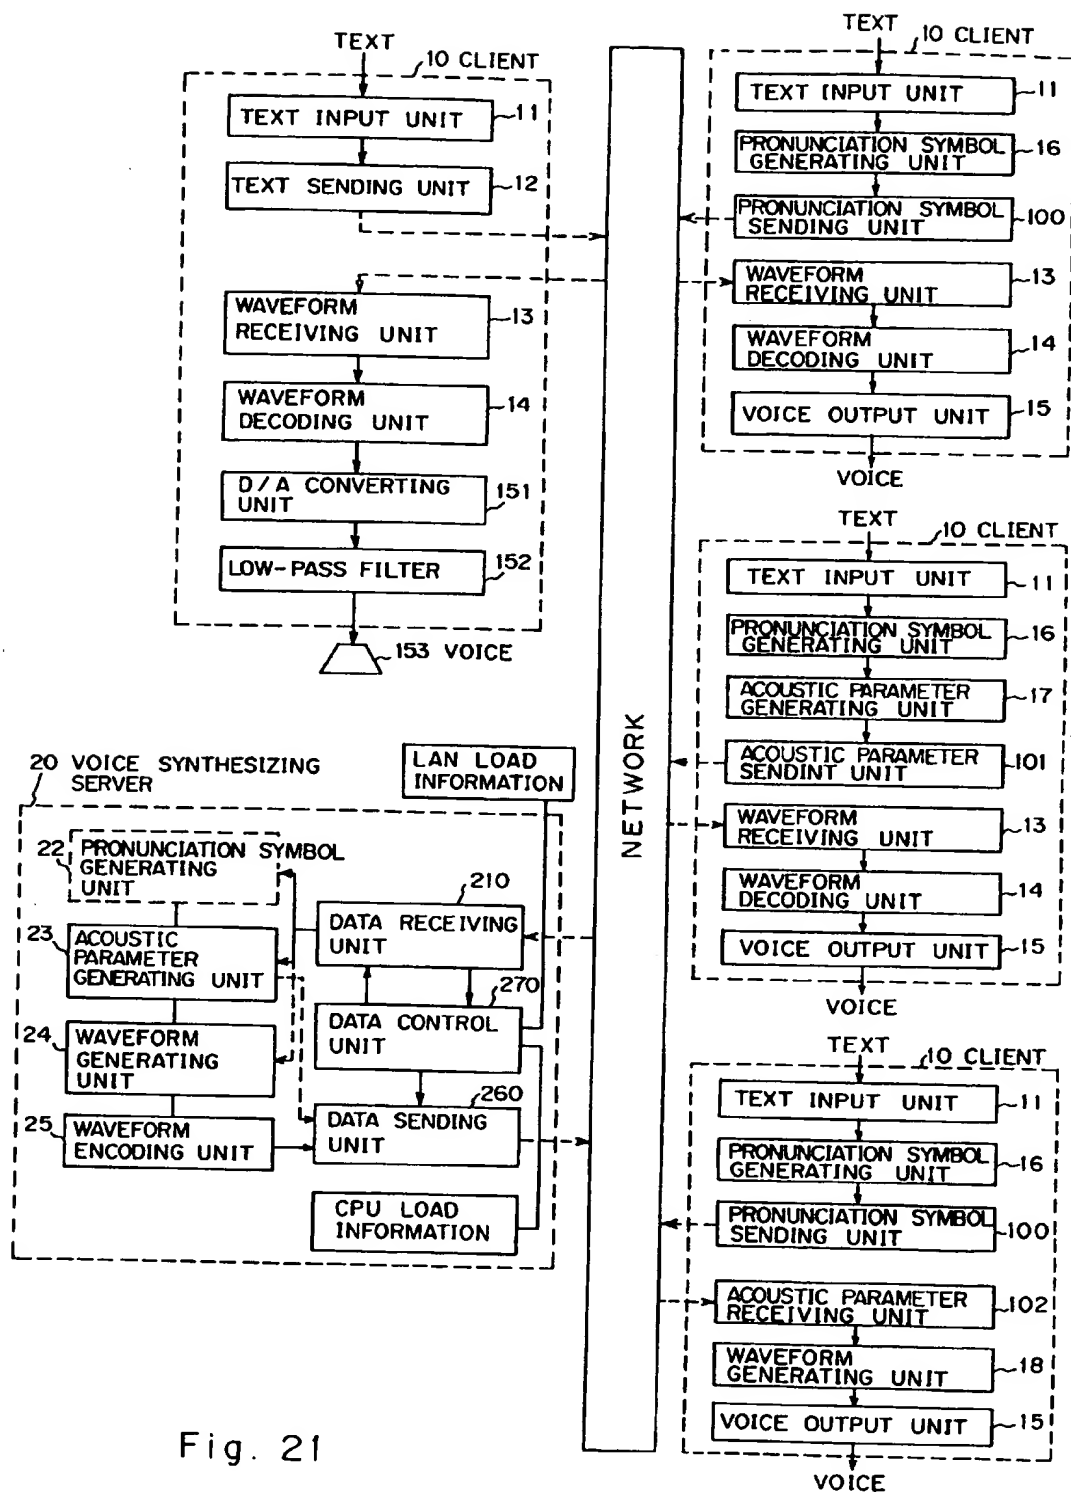 TEXT
10 CLIENT
TEXT INPUT UNIT
11
TEXT SENDING UNIT
12
WAVEFORM
RECEIVING UNIT
13
WAVEFORM
DECODING UNIT
14
D/A CONVERTING
UNIT
151
LOW-PASS FILTER
152
153 VOICE
20 VOICE SYNTHESIZING
SERVER
LAN LOAD
INFORMATION
22
PRONUNCIATION SYMBOL
GENERATING
UNIT
23
ACOUSTIC
PARAMETER
GENERATING UNIT
24
WAVEFORM
GENERATING
UNIT
25
WAVEFORM
ENCODING UNIT
210
DATA RECEIVING
UNIT
270
DATA CONTROL
UNIT
260
DATA SENDING
UNIT
CPU LOAD
INFORMATION
NETWORK
TEXT
10 CLIENT
TEXT INPUT UNIT
11
PRONUNCIATION SYMBOL
GENERATING UNIT
16
PRONUNCIATION SYMBOL
SENDING UNIT
100
WAVEFORM
RECEIVING UNIT
13
WAVEFORM
DECODING UNIT
14
VOICE OUTPUT UNIT
15
VOICE
TEXT
10 CLIENT
TEXT INPUT UNIT
11
PRONUNCIATION SYMBOL
GENERATING UNIT
16
ACOUSTIC PARAMETER
GENERATING UNIT
17
ACOUSTIC PARAMETER
SENDINT UNIT
101
WAVEFORM
RECEIVING UNIT
13
WAVEFORM
DECODING UNIT
14
VOICE OUTPUT UNIT
15
VOICE
TEXT
10 CLIENT
TEXT INPUT UNIT
11
PRONUNCIATION SYMBOL
GENERATING UNIT
16
PRONUNCIATION SYMBOL
SENDING UNIT
100
ACOUSTIC PARAMETER
RECEIVING UNIT
102
WAVEFORM
GENERATING UNIT
18
VOICE OUTPUT UNIT
15
VOICE
Fig. 21